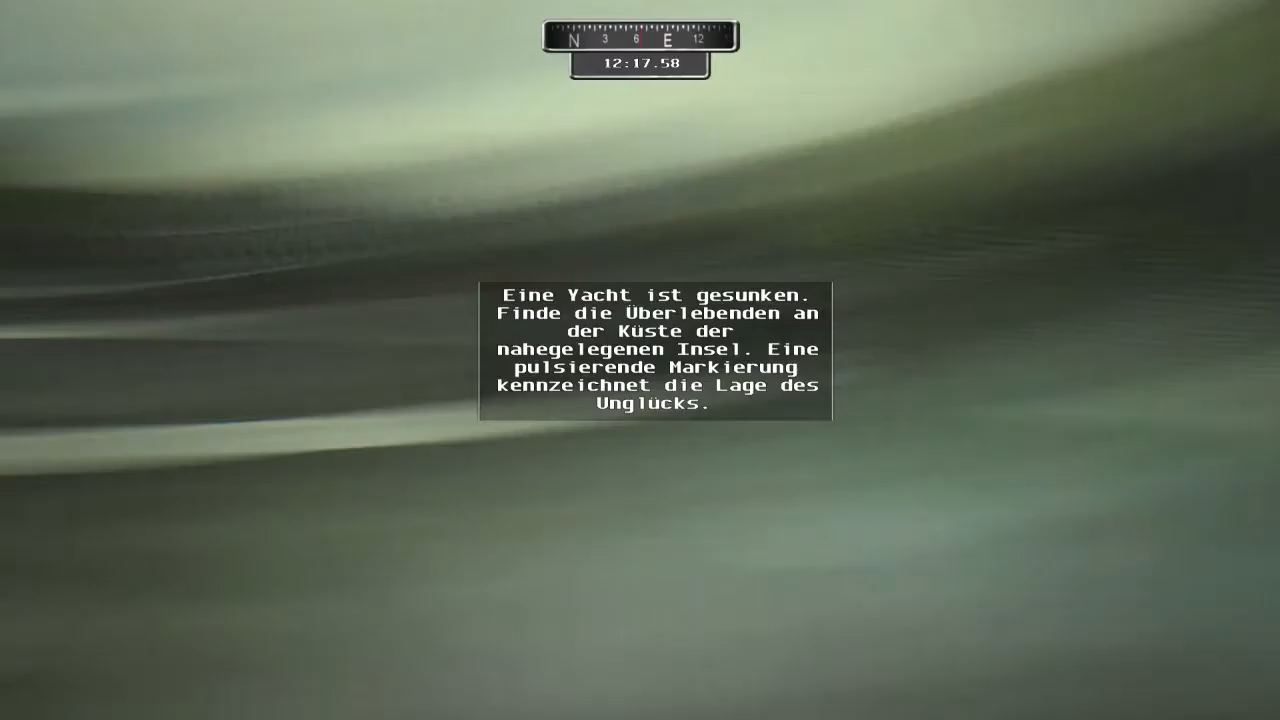 N 3 6 E 12
12:17.58
Eine Yacht ist gesunken.
Finde die Überlebenden an
der Küste der
nahegelegenen Insel. Eine
pulsierende Markierung
kennzeichnet die Lage des
Unglücks.